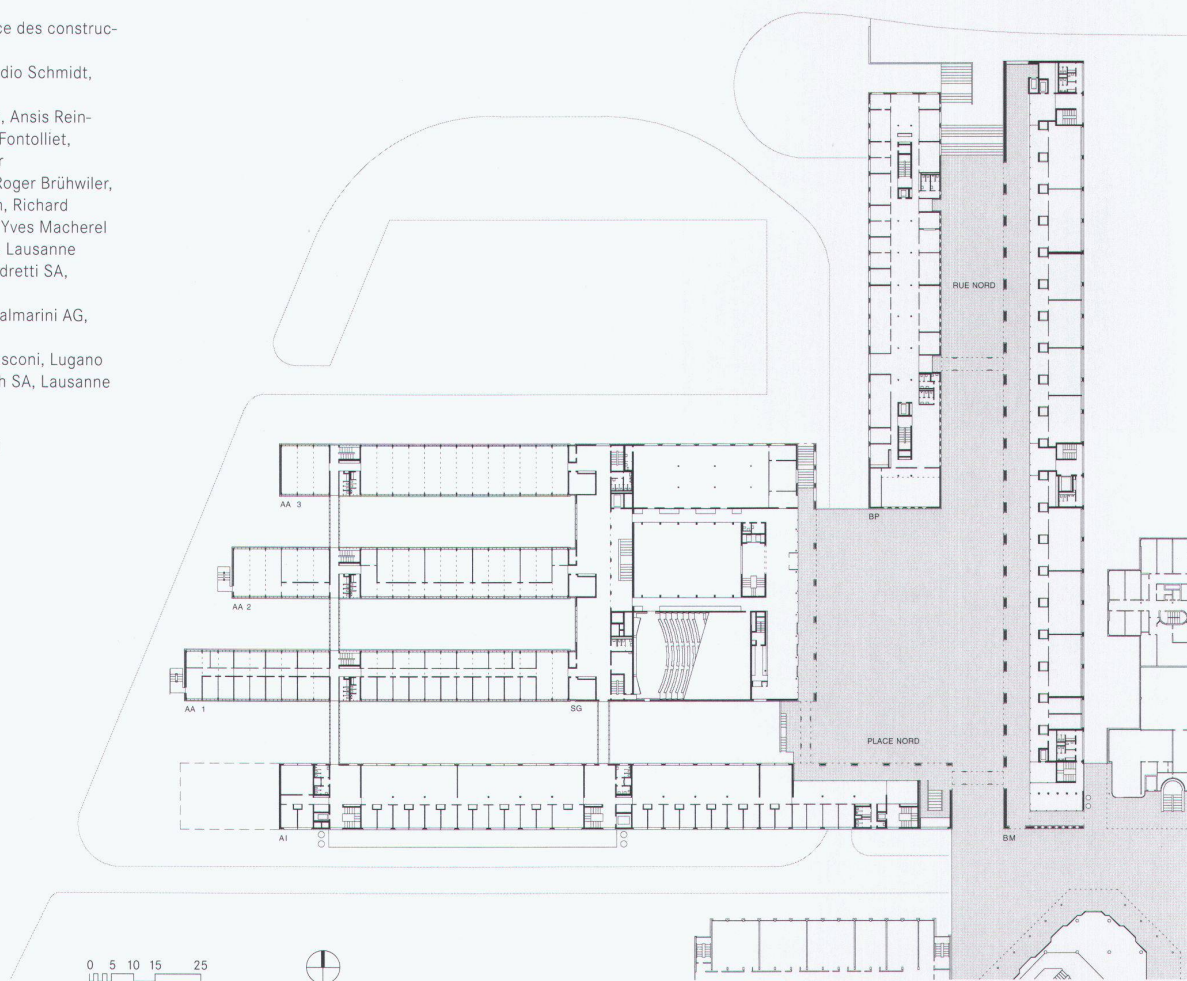 ce des construc-
dio Schmidt,
, Ansis Rein-
Fontolliet,
r
Roger Brühwiler,
n, Richard
Yves Macherel
, Lausanne
dretti SA,
almarini AG,
sconi, Lugano
h SA, Lausanne
RUE NORD
AA 3
BP
AA 2
AA 1
SG
PLACE NORD
AI
BM
0 5 10 15 25